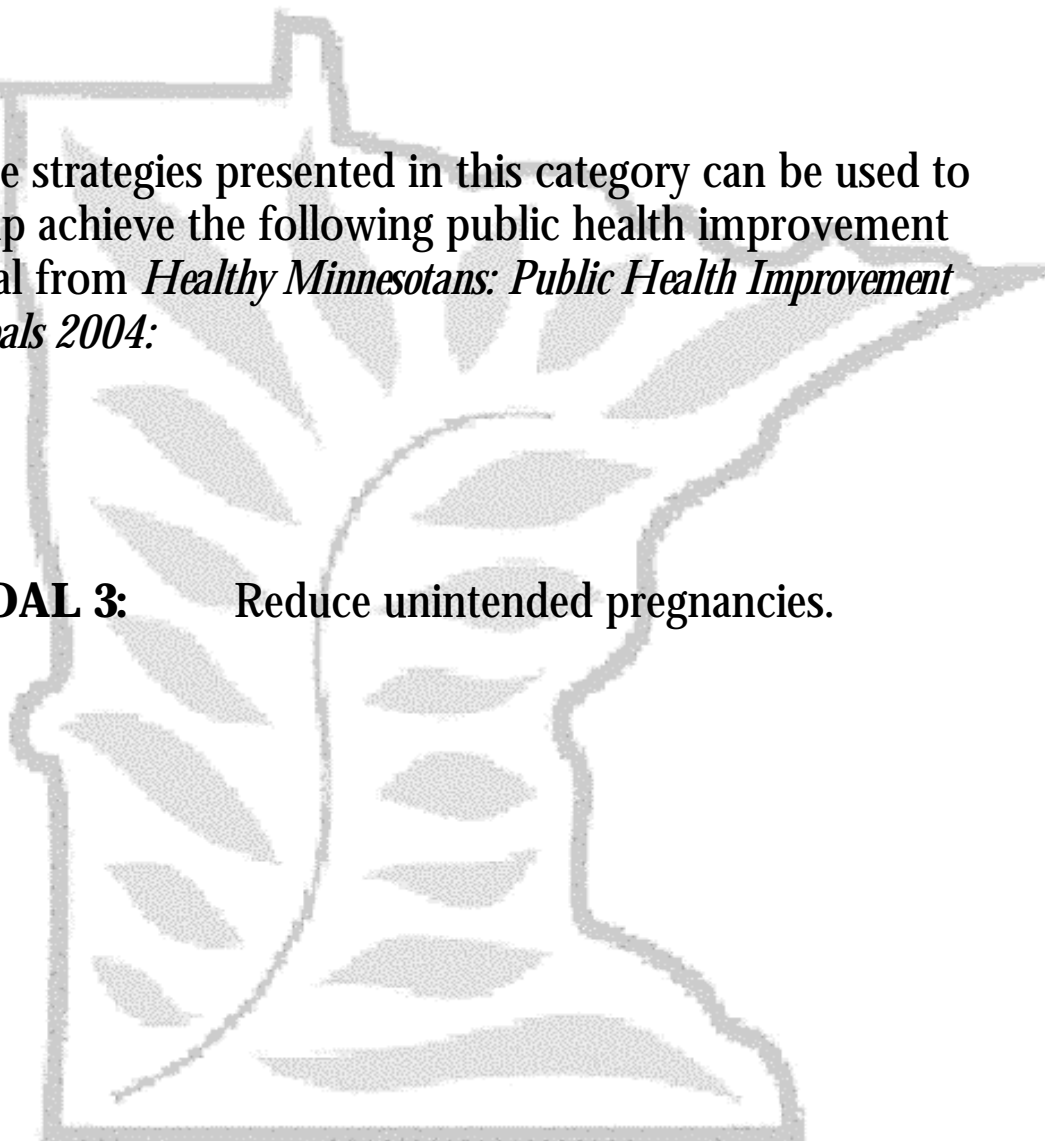 e strategies presented in this category can be used to
p achieve the following public health improvement
al from Healthy Minnesotans: Public Health Improvement
als 2004:
OAL 3: Reduce unintended pregnancies.